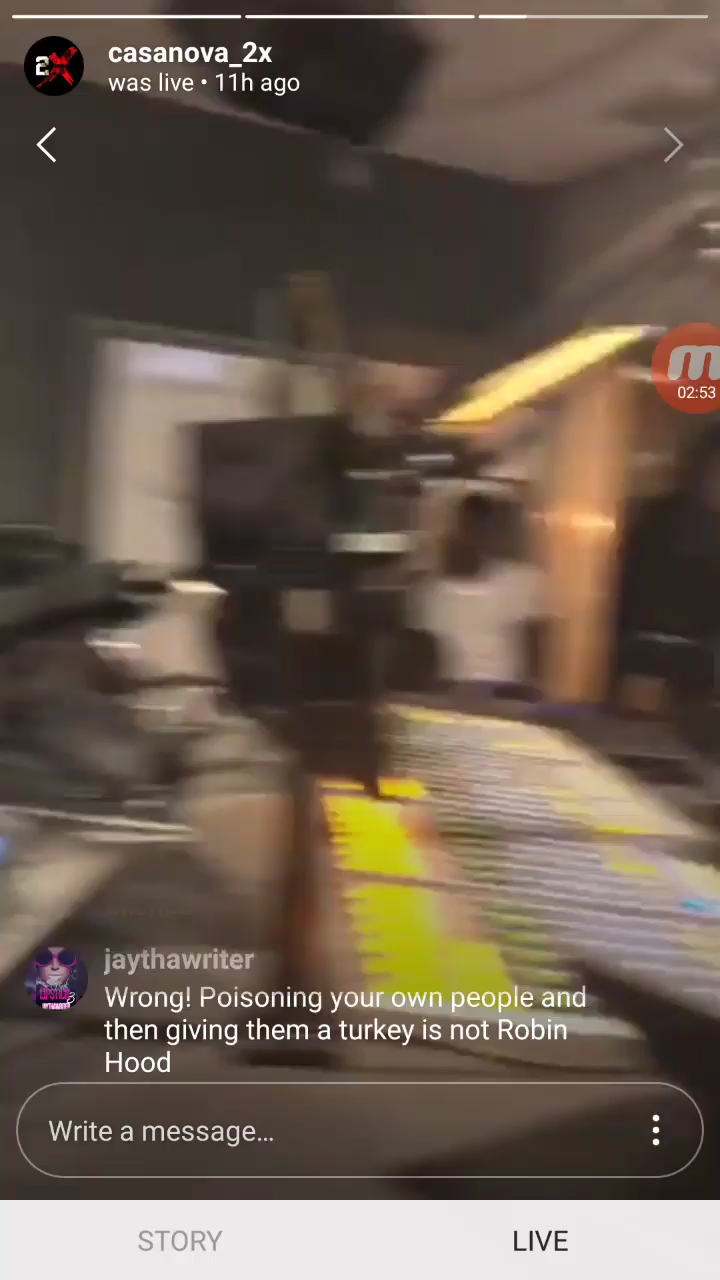 2X
casanova_2x
was live • 11h ago
02:53
jaythawriter
Wrong! Poisoning your own people and
then giving them a turkey is not Robin
Hood
Write a message...
STORY
LIVE